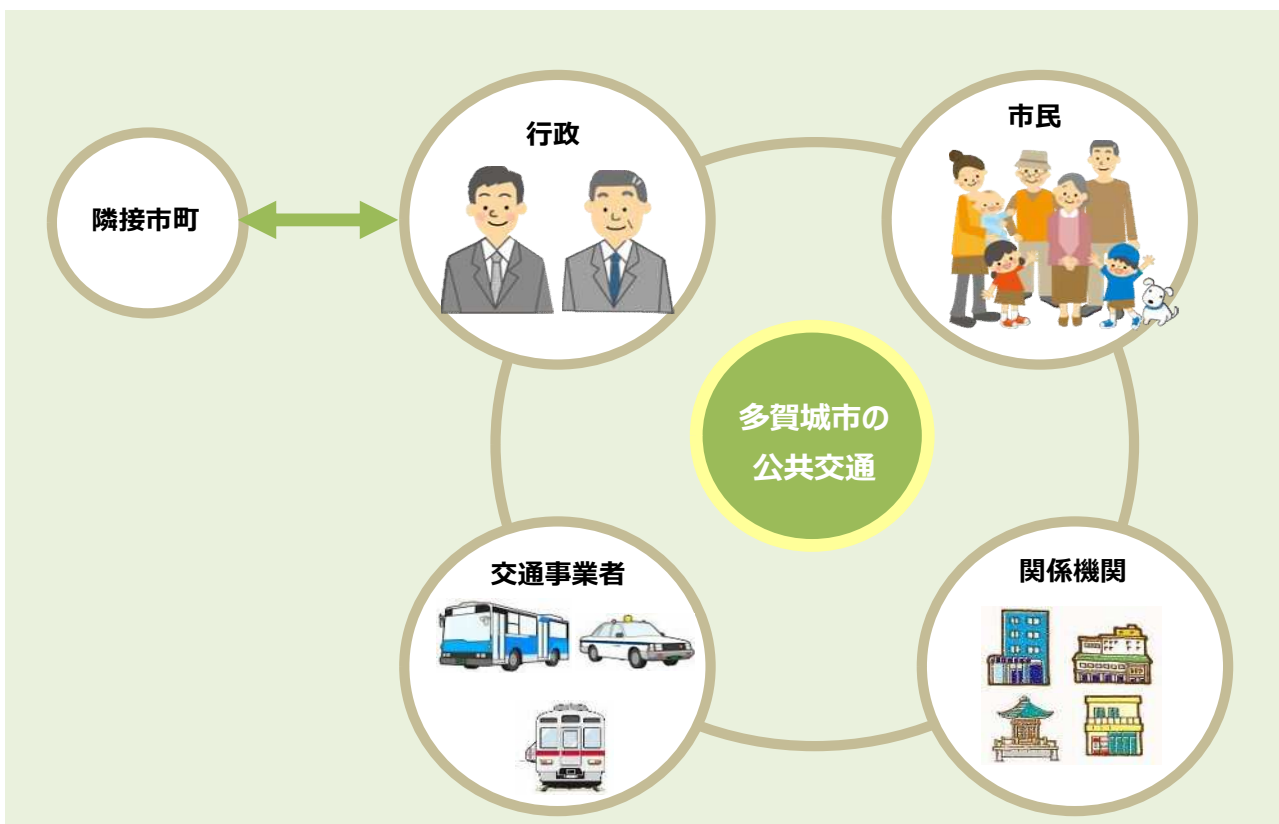 行政
市民
隣接市町
多賀城市の
公共交通
交通事業者
関係機関